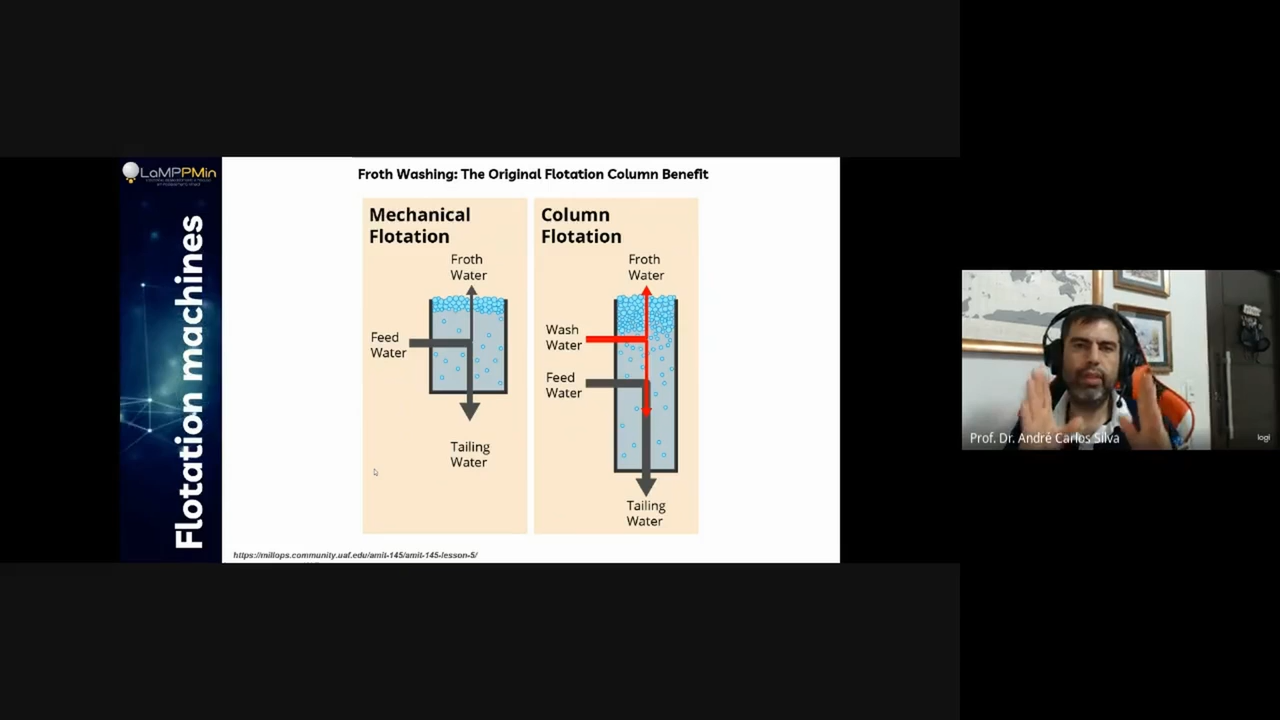 LaMPPMin
Flotation machines
Froth Washing: The Original Flotation Column Benefit
Mechanical
Flotation
Froth
Water
Feed
Water
Tailing
Water
Column
Flotation
Froth
Water
Wash
Water
Feed
Water
Tailing
Water
https://millops.community.uaf.edu/amit-145/amit-145-lesson-5/
Prof. Dr. André Carlos Silva
logi